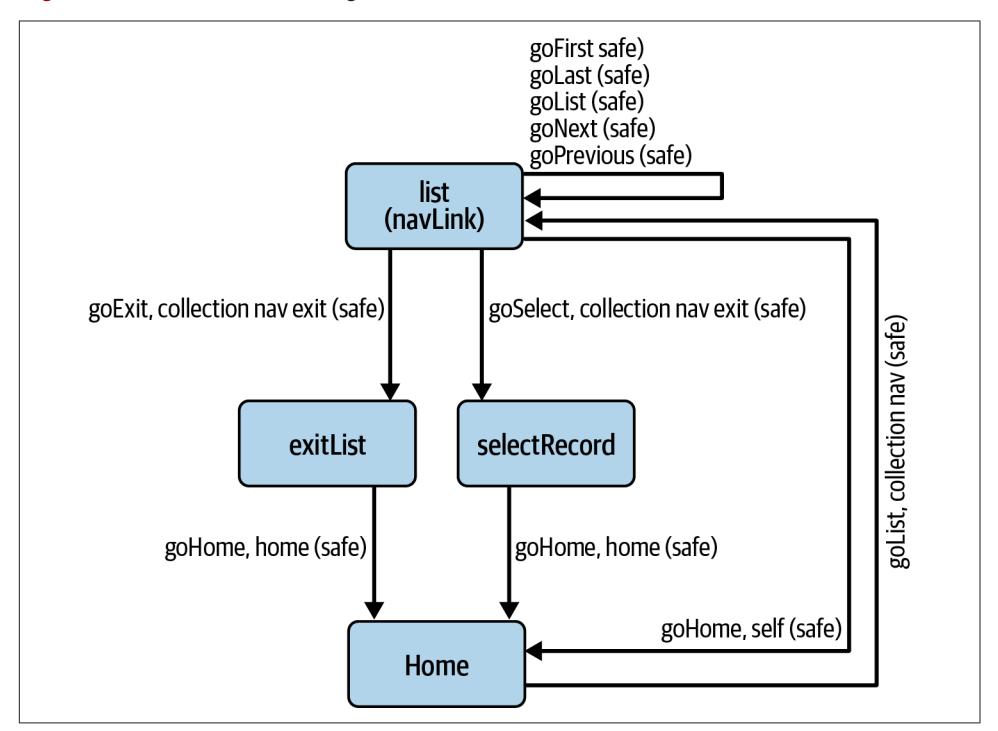 goFirst safe)
goLast (safe)
goList (safe)
goNext (safe)
goPrevious (safe)
list
(navLink)
goExit, collection nav exit (safe)
goSelect, collection nav exit (safe)
goList, collection nav (safe)
exitList
selectRecord
goHome, home (safe)
goHome, home (safe)
goHome, self (safe)
Home